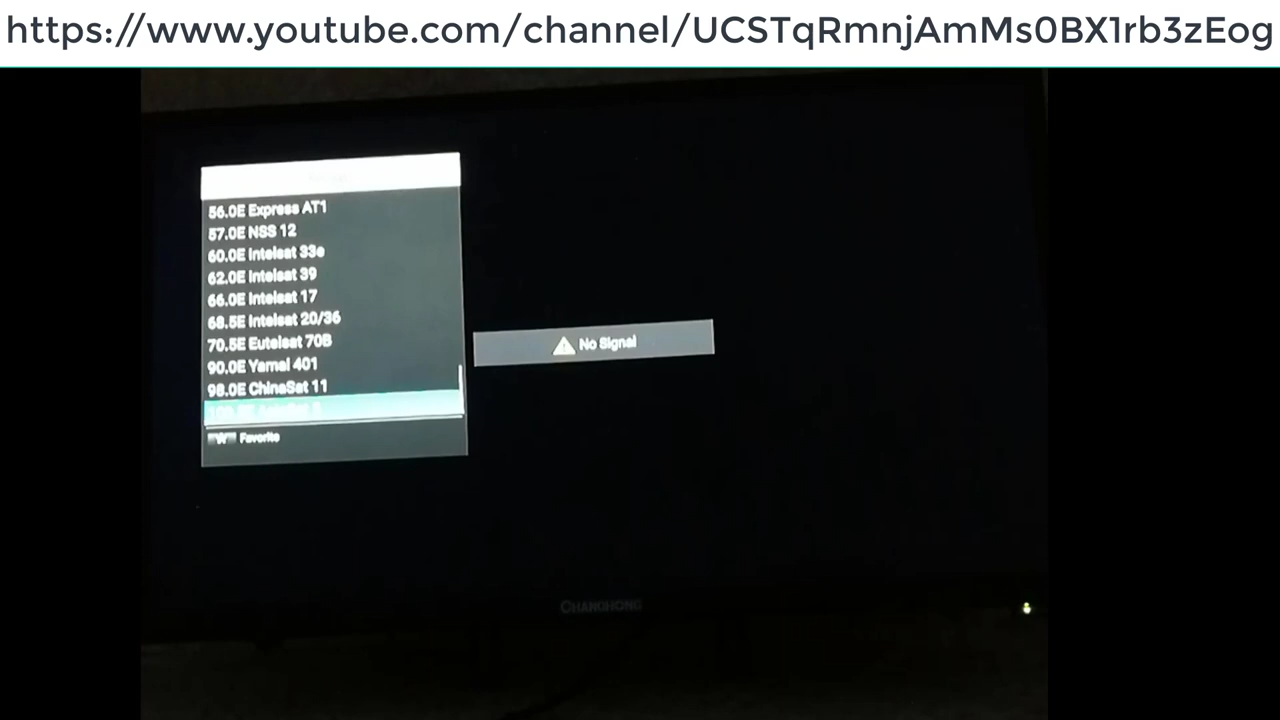 https://www.youtube.com/channel/UCSTqRmnjAmMs0BX1rb3zEog
56.0E Express AT1
57.0E NSS 12
60.0E Intelsat 33e
62.0E Intelsat 39
66.0E Intelsat 17
68.5E Intelsat 20/36
70.5E Eutelsat 70B
90.0E Yamal 401
98.0E ChinaSat 11
"W" Favorite
No Signal
CHANGHONG